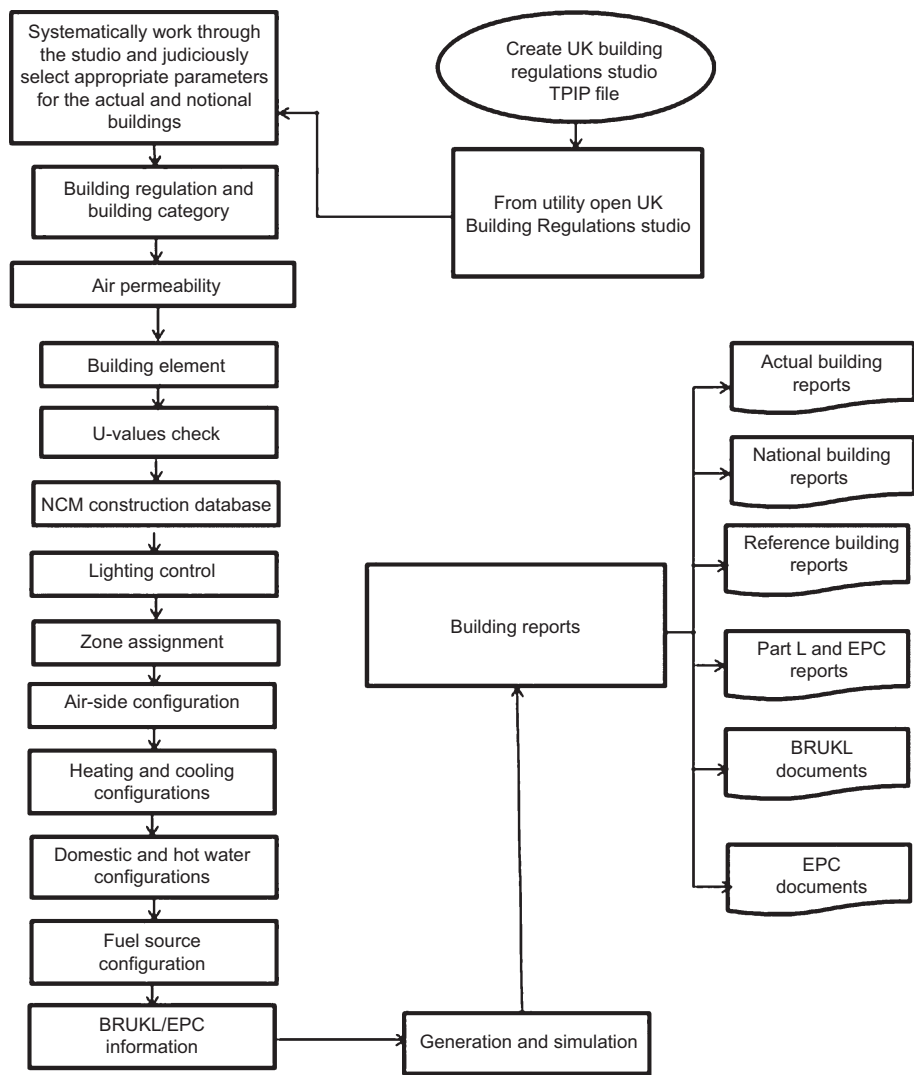 Create UK building
regulations studio
TPIP file
From utility open UK
Building Regulations studio
Systematically work through
the studio and judiciously
select appropriate parameters
for the actual and notional
buildings
Building regulation and
building category
Air permeability
Building element
U-values check
NCM construction database
Lighting control
Zone assignment
Air-side configuration
Heating and cooling
configurations
Domestic and hot water
configurations
Fuel source
configuration
BRUKL/EPC
information
Generation and simulation
Building reports
Actual building
reports
National building
reports
Reference building
reports
Part L and EPC
reports
BRUKL
documents
EPC
documents